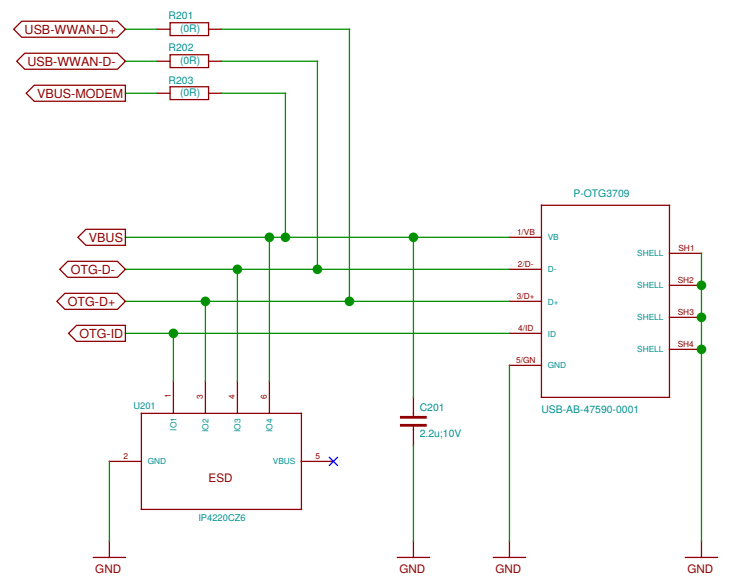 R201
USB-WWAN-D+
(0R)
R202
USB-WWAN-D-
(0R)
R203
VBUS-MODEM
(0R)
P-OTG3709
VBUS
1/VB
VB
SHELL
SH1
OTG-D-
2/D-
D-
SHELL
SH2
OTG-D+
3/D+
D+
SHELL
SH3
OTG-ID
4/ID
ID
SHELL
SH4
5/GN
GND
USB-AB-47590-0001
1
3
4
6
U201
IO1
IO2
IO3
IO4
C201
2.2u;10V
2
GND
VBUS
5
ESD
IP4220CZ6
GND
GND
GND
GND